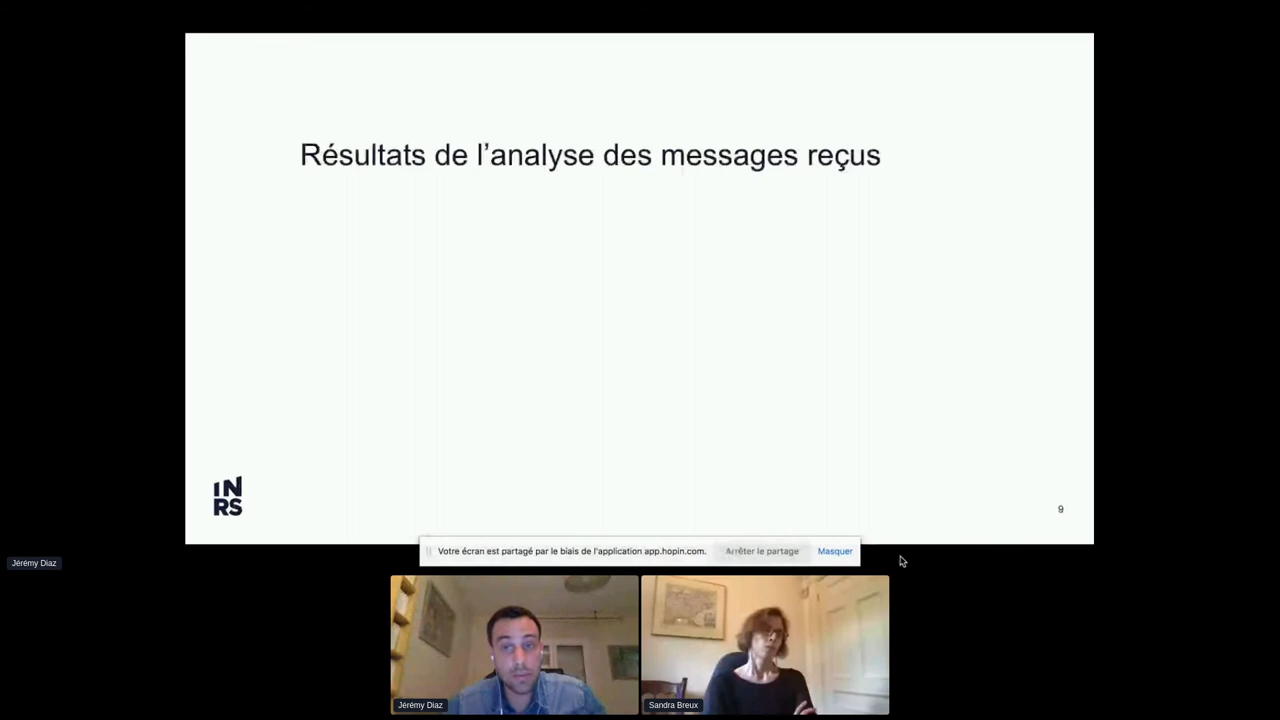 Résultats de l’analyse des messages reçus
IN
RS
9
Votre écran est partagé par le biais de l'application app.hopin.com.
Arrêter le partage
Masquer
Jérémy Diaz
Jérémy Diaz
Sandra Breux